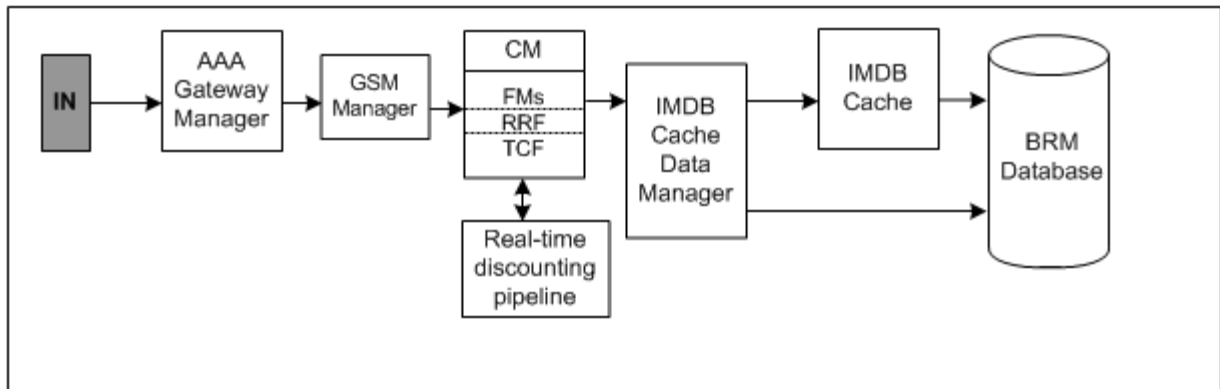 IN
AAA
Gateway
Manager
GSM
Manager
CM
FMs
RRF
TCF
Real-time
discounting
pipeline
IMDB
Cache
Data
Manager
IMDB
Cache
BRM
Database